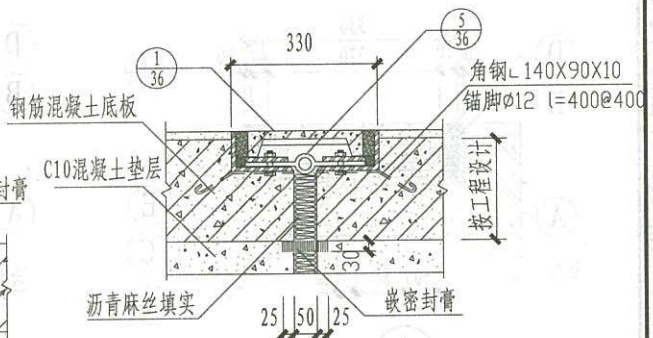 5
36
1
36
330
角钢∟140X90X10
锚脚Ø12 l=400@400
钢筋混凝土底板
C10混凝土垫层
封膏
按工程设计
30
沥青麻丝填实
嵌密封膏
25 50 25